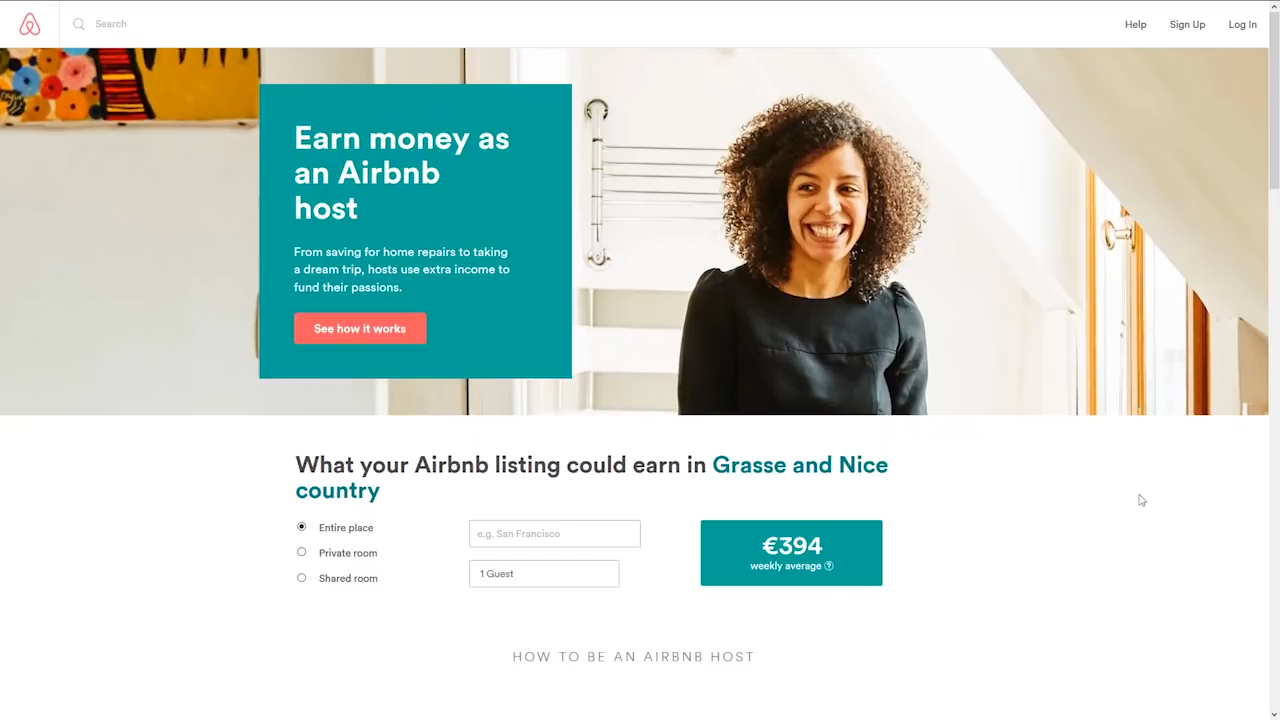 Search
Help
Sign Up
Log In
Earn money as
an Airbnb
host
From saving for home repairs to taking
a dream trip, hosts use extra income to
fund their passions.
See how it works
What your Airbnb listing could earn in Grasse and Nice
country
Entire place
Private room
Shared room
e.g. San Francisco
1 Guest
€394
weekly average ?
HOW TO BE AN AIRBNB HOST